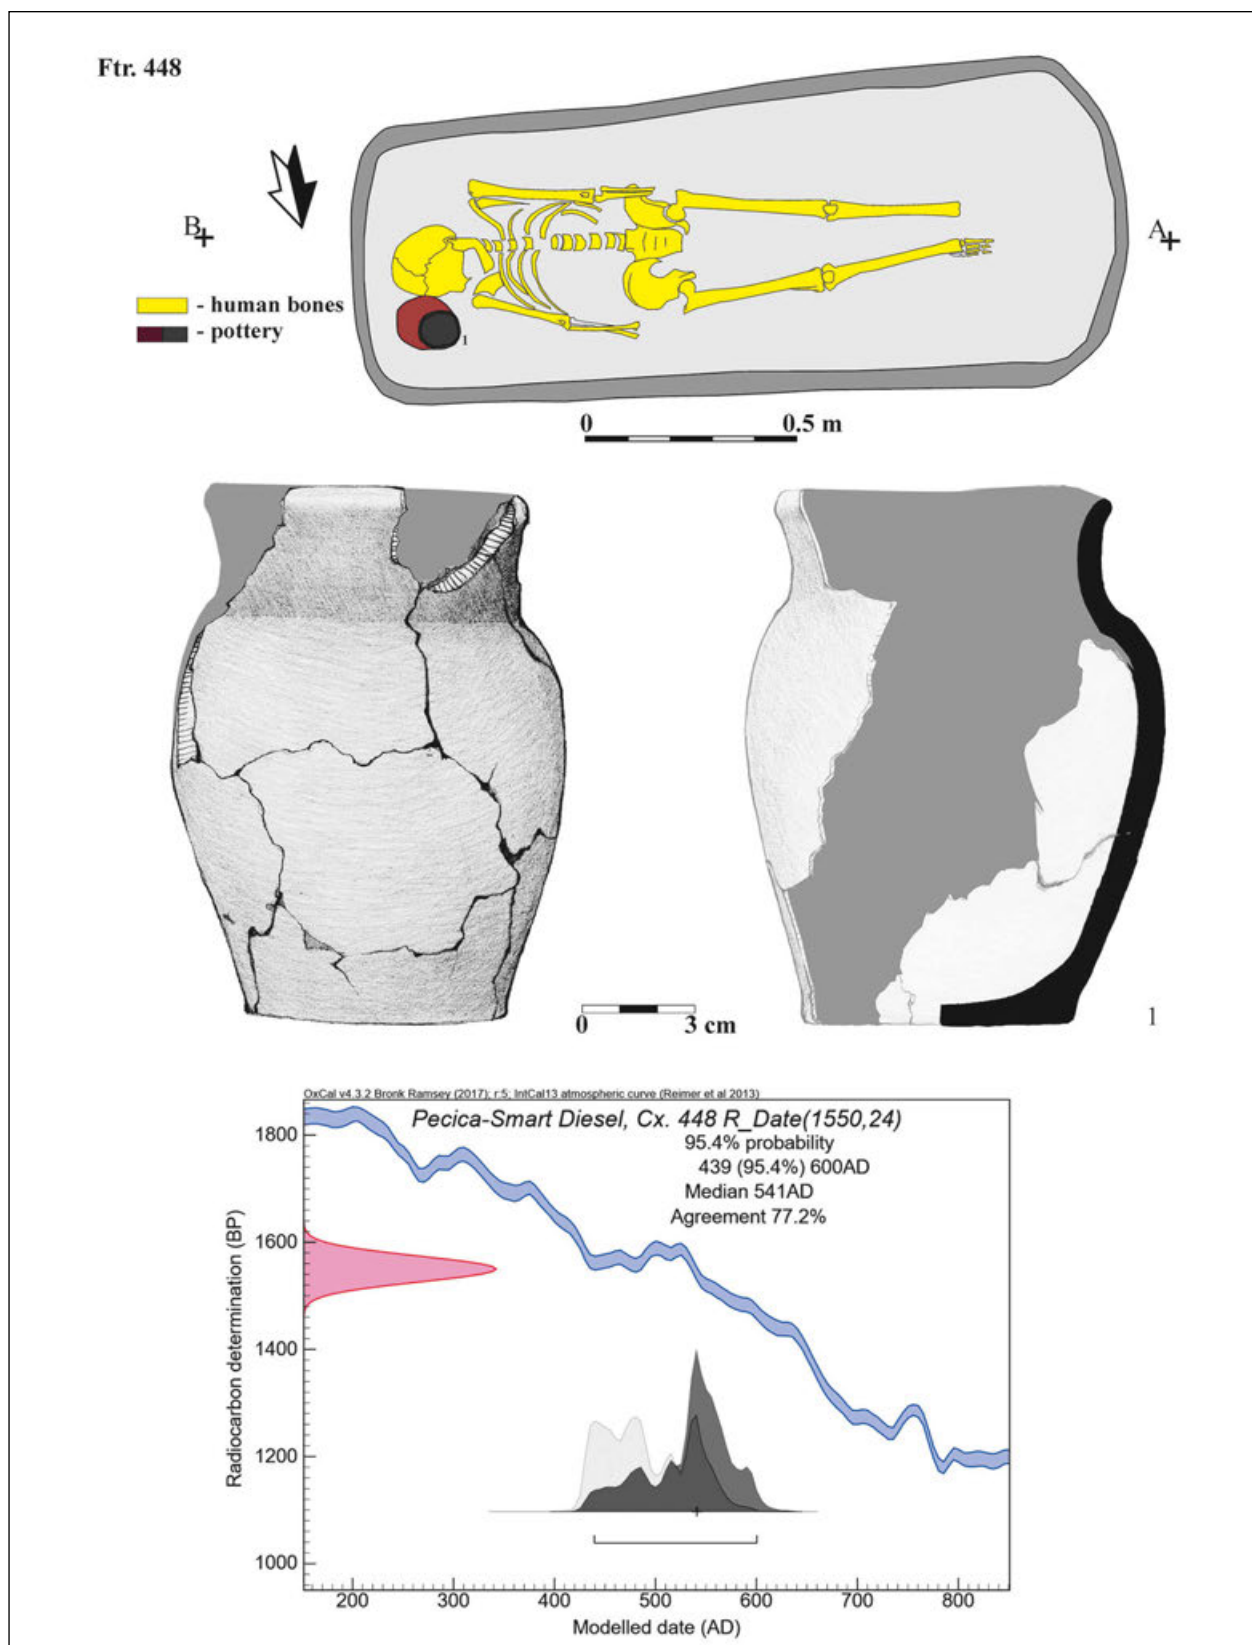 Ftr. 448
B
A
- human bones
- pottery
1
0 0.5 m
0 3 cm
1
OxCal v4.3.2 Bronk Ramsey (2017); r:5; IntCal13 atmospheric curve (Reimer et al 2013)
Pecica-Smart Diesel, Cx. 448 R_Date(1550,24)
95.4% probability
439 (95.4%) 600AD
Median 541AD
Agreement 77.2%
Radiocarbon determination (BP)
1800
1600
1400
1200
1000
200 300 400 500 600 700 800
Modelled date (AD)